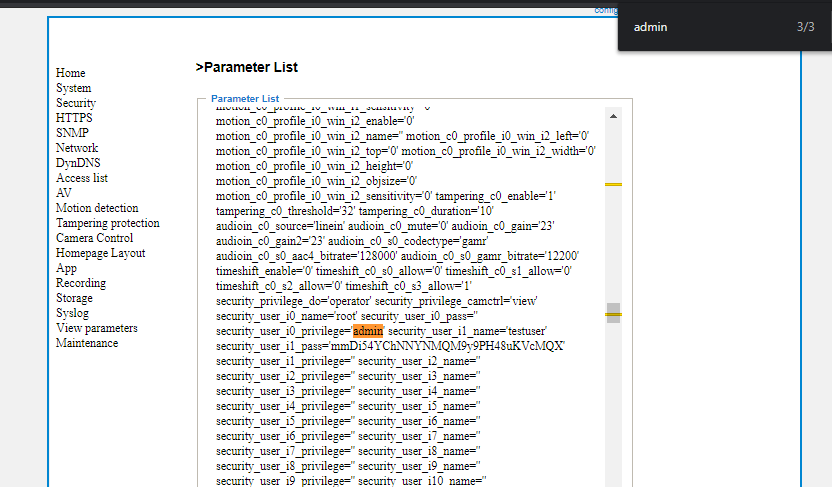 config
admin
3/3
>Parameter List
Home
System
Security
HTTPS
SNMP
Network
DynDNS
Access list
AV
Motion detection
Tampering protection
Camera Control
Homepage Layout
App
Recording
Storage
Syslog
View parameters
Maintenance
Parameter List
motion_c0_profile_i0_win_i1_sensitivity='0'
motion_c0_profile_i0_win_i2_enable='0'
motion_c0_profile_i0_win_i2_name='' motion_c0_profile_i0_win_i2_left='0'
motion_c0_profile_i0_win_i2_top='0' motion_c0_profile_i0_win_i2_width='0'
motion_c0_profile_i0_win_i2_height='0'
motion_c0_profile_i0_win_i2_objsize='0'
motion_c0_profile_i0_win_i2_sensitivity='0' tampering_c0_enable='1'
tampering_c0_threshold='32' tampering_c0_duration='10'
audioin_c0_source='linein' audioin_c0_mute='0' audioin_c0_gain='23'
audioin_c0_gain2='23' audioin_c0_s0_codectype='gamr'
audioin_c0_s0_aac4_bitrate='128000' audioin_c0_s0_gamr_bitrate='12200'
timeshift_enable='0' timeshift_c0_s0_allow='0' timeshift_c0_s1_allow='0'
timeshift_c0_s2_allow='0' timeshift_c0_s3_allow='1'
security_privilege_do='operator' security_privilege_camctrl='view'
security_user_i0_name='root' security_user_i0_pass=''
security_user_i0_privilege='admin' security_user_i1_name='testuser'
security_user_i1_pass='mmDi54YChNNYNMQM9y9PH48uKVcMQX'
security_user_i1_privilege='' security_user_i2_name=''
security_user_i2_privilege='' security_user_i3_name=''
security_user_i3_privilege='' security_user_i4_name=''
security_user_i4_privilege='' security_user_i5_name=''
security_user_i5_privilege='' security_user_i6_name=''
security_user_i6_privilege='' security_user_i7_name=''
security_user_i7_privilege='' security_user_i8_name=''
security_user_i8_privilege='' security_user_i9_name=''
security_user_i9_privilege='' security_user_i10_name=''